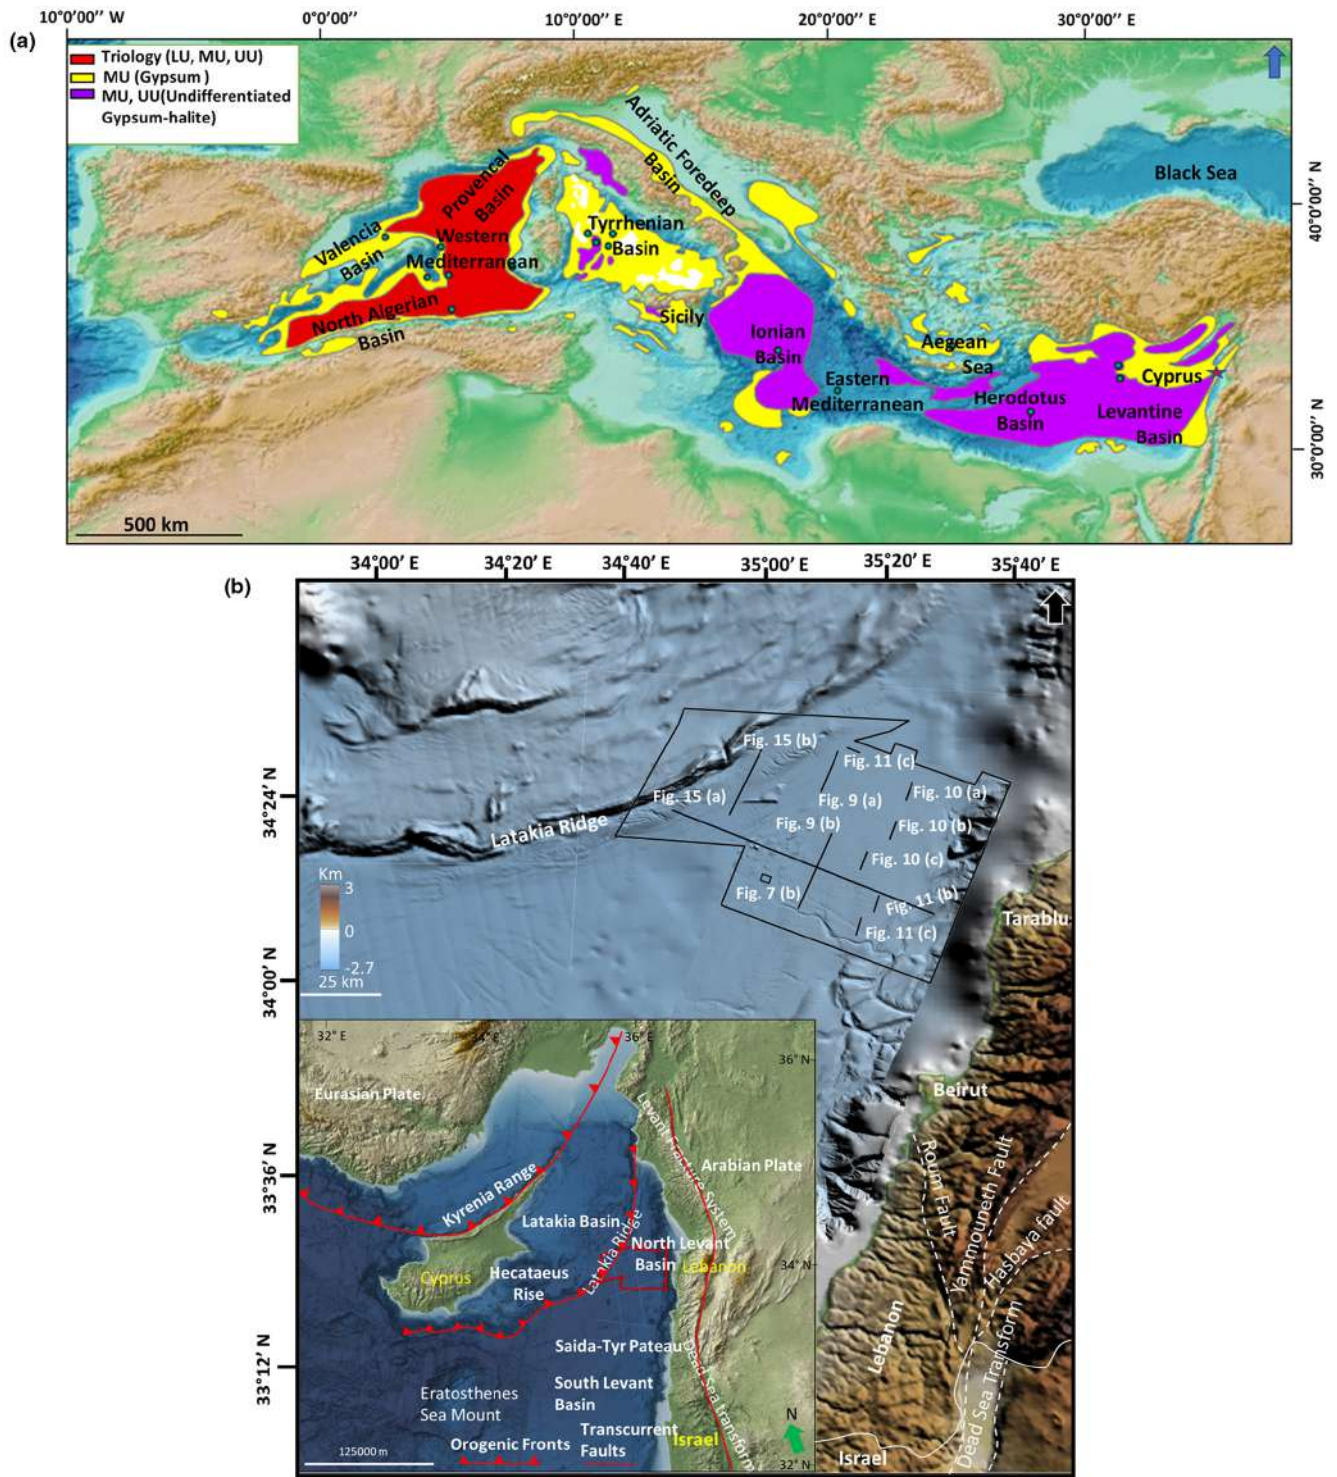 10°0'00'' W
0'00''
10°0'00'' E
20°0'00'' E
30°0'00'' E
(a)
Triology (LU, MU, UU)
MU (Gypsum )
MU, UU(Undifferentiated
Gypsum-halite)
Adriatic Foredeep
Basin
Black Sea
40°0'00'' N
Provencal
Basin
Valencia
Basin
Western
Mediterranean
Tyrrhenian
Basin
North Algerian
Basin
Sicily
Ionian
Basin
Aegean
Sea
Eastern
Mediterranean
Cyprus
Herodotus
Basin
Levantine
Basin
30°0'00'' N
500 km
(b)
34°00' E
34°20' E
34°40' E
35°00' E
35°20' E
35°40' E
Fig. 15 (b)
Fig. 11 (c)
Fig. 15 (a)
Fig. 9 (a)
Fig. 10 (a)
34°24' N
Latakia Ridge
Fig. 9 (b)
Fig. 10 (b)
Fig. 10 (c)
Km
3
0
-2.7
25 km
Fig. 7 (b)
Fig. 11 (b)
Fig. 11 (c)
Tarablu
34°00' N
32° E
34° E
36° E
36° N
Eurasian Plate
Beirut
Levant Fracture System
Arabian Plate
33°36' N
Kyrenia Range
Latakia Basin
Latakia Ridge
North Levant
Basin
Lebanon
34° N
Cyprus
Hecataeus
Rise
Roum Fault
Yammouneth Fault
Hasbaya fault
Saida-Tyr Pateau
Dead Sea transform
Lebanon
33°12' N
Eratosthenes
Sea Mount
South Levant
Basin
Dead Sea Transform
N
125000 m
Orogenic Fronts
Transcurrent
Faults
Israel
32° N
Israel